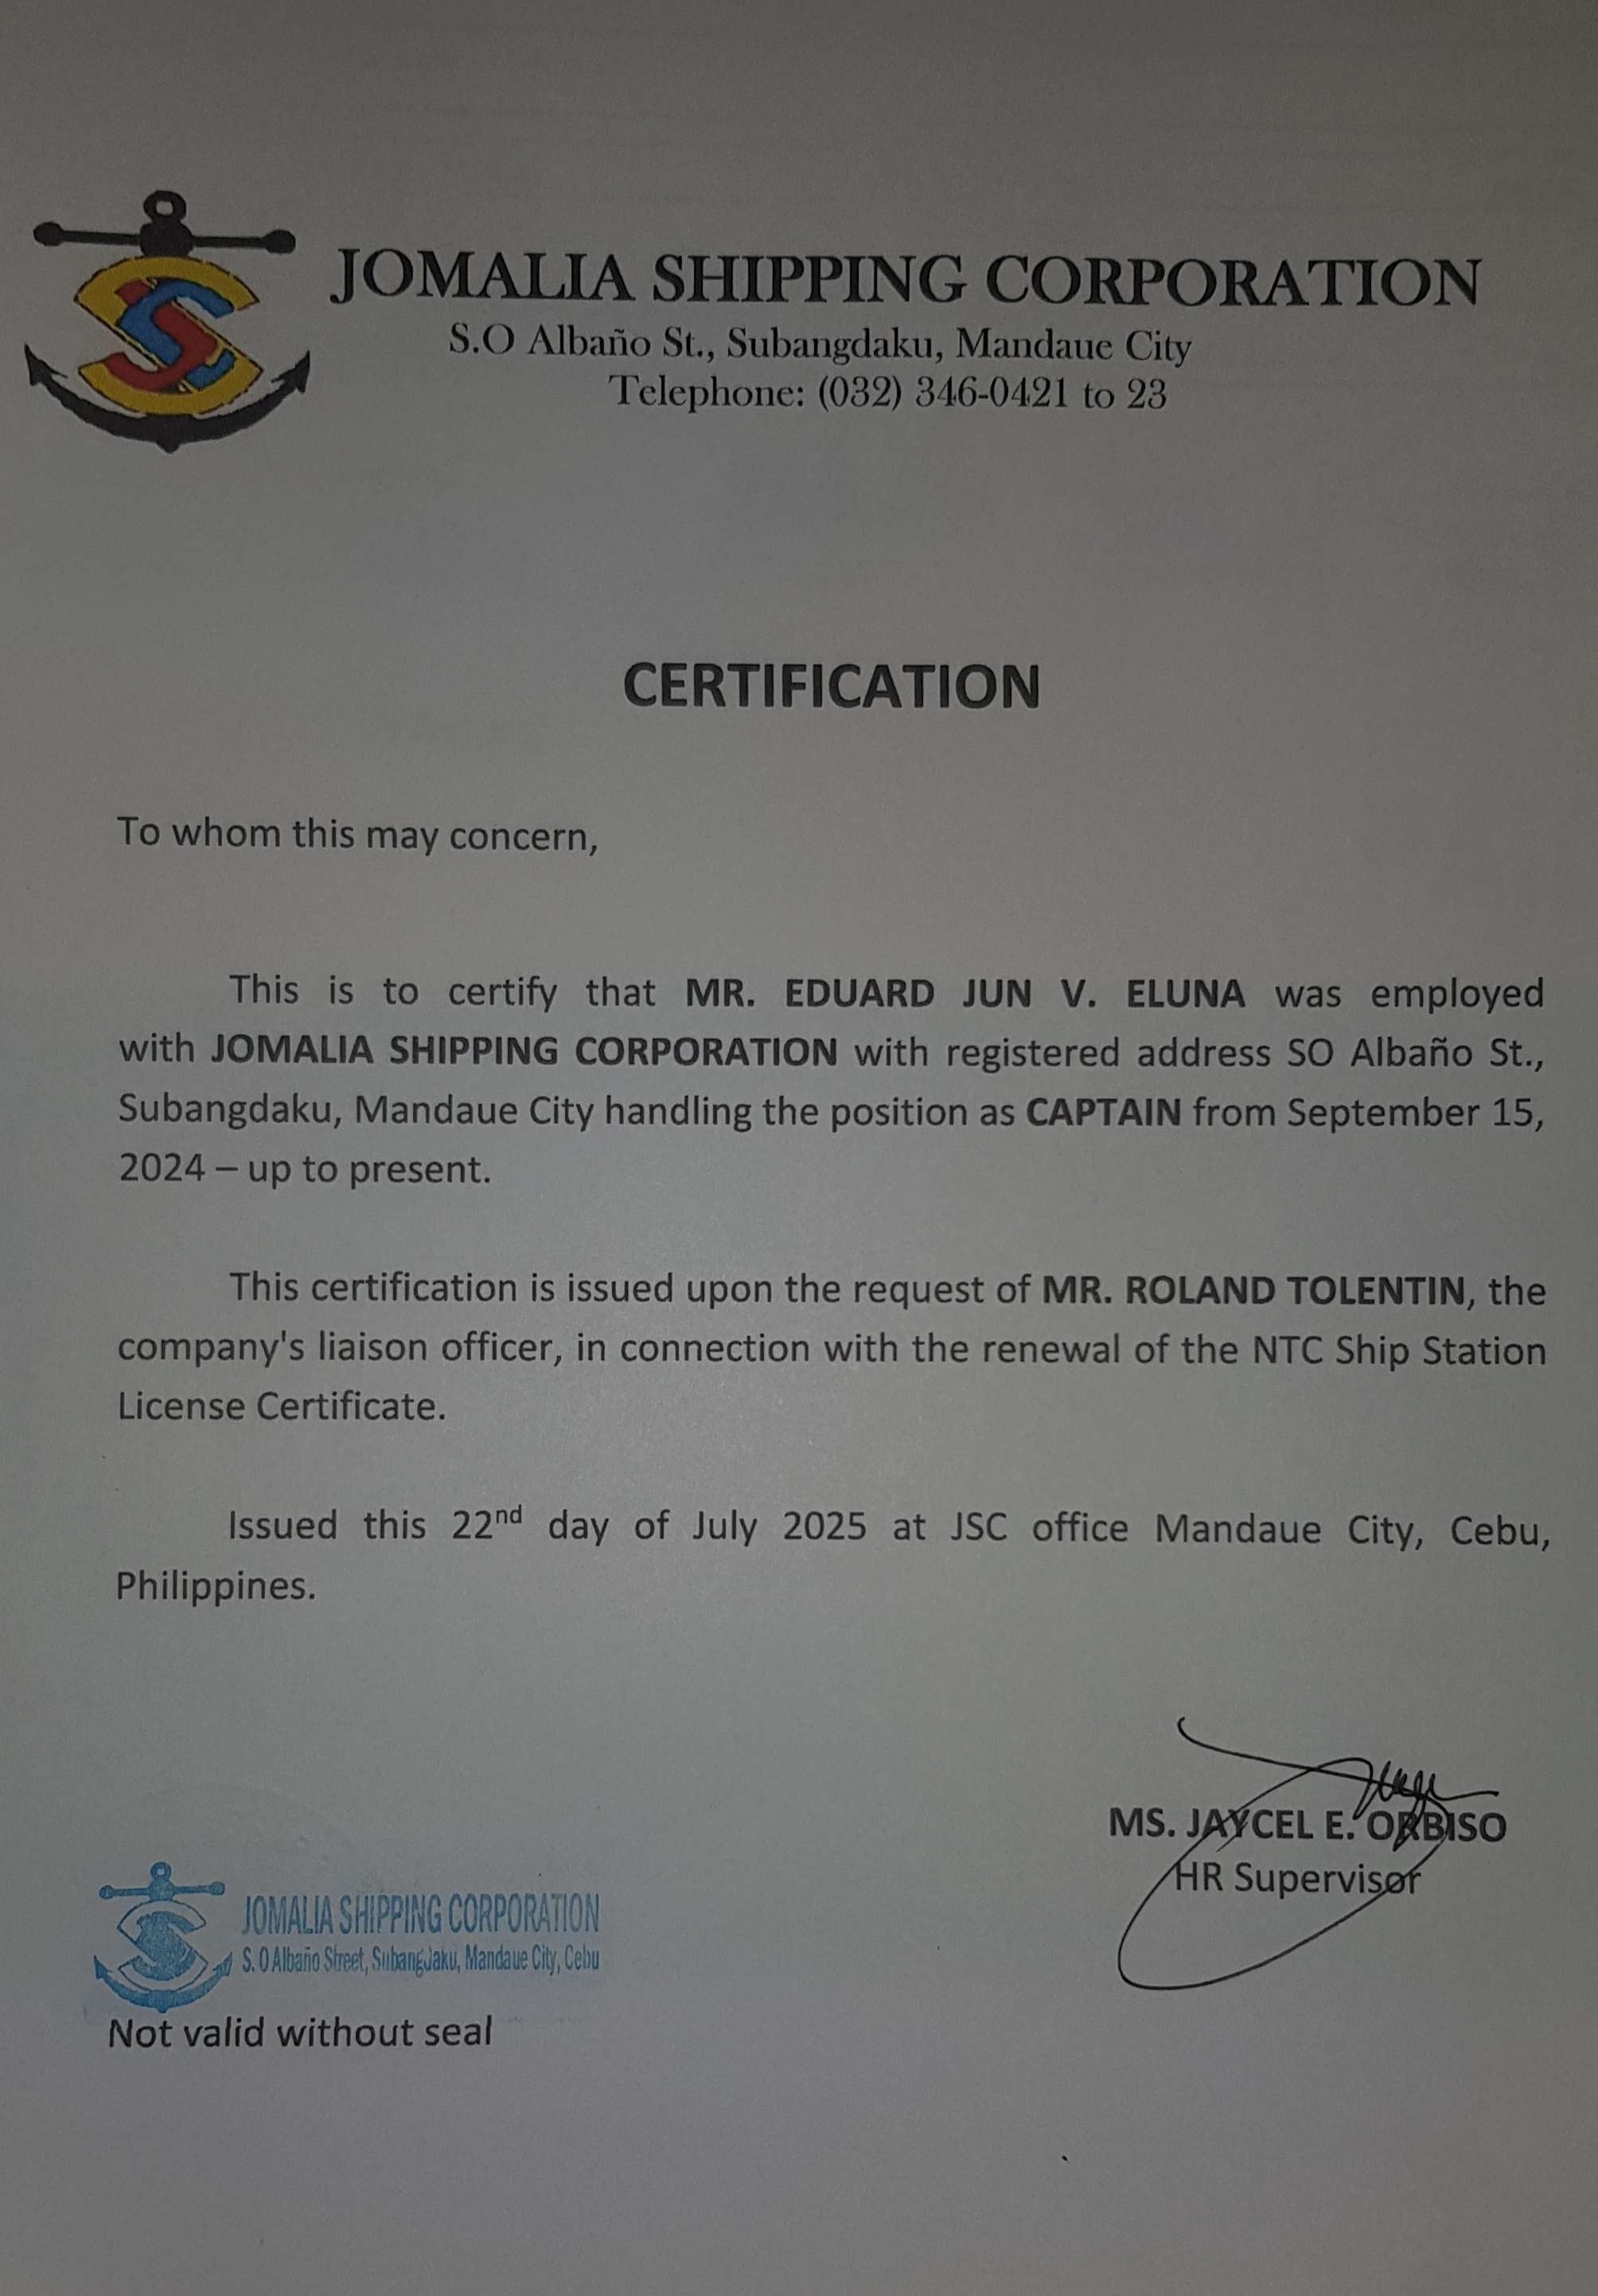 JOMALIA SHIPPING CORPORATION
S.O Albaño St., Subangdaku, Mandaue City
Telephone: (032) 346-0421 to 23
CERTIFICATION
To whom this may concern,
This is to certify that MR. EDUARD JUN V. ELUNA was employed
with JOMALIA SHIPPING CORPORATION with registered address SO Albaño St.,
Subangdaku, Mandaue City handling the position as CAPTAIN from September 15,
2024 – up to present.
This certification is issued upon the request of MR. ROLAND TOLENTIN, the
company's liaison officer, in connection with the renewal of the NTC Ship Station
License Certificate.
Issued this 22nd day of July 2025 at JSC office Mandaue City, Cebu,
Philippines.
MS. JAYCEL E. ORBISO
HR Supervisor
JOMALIA SHIPPING CORPORATION
S. O Albaño Street, Subangdaku, Mandaue City, Cebu
Not valid without seal